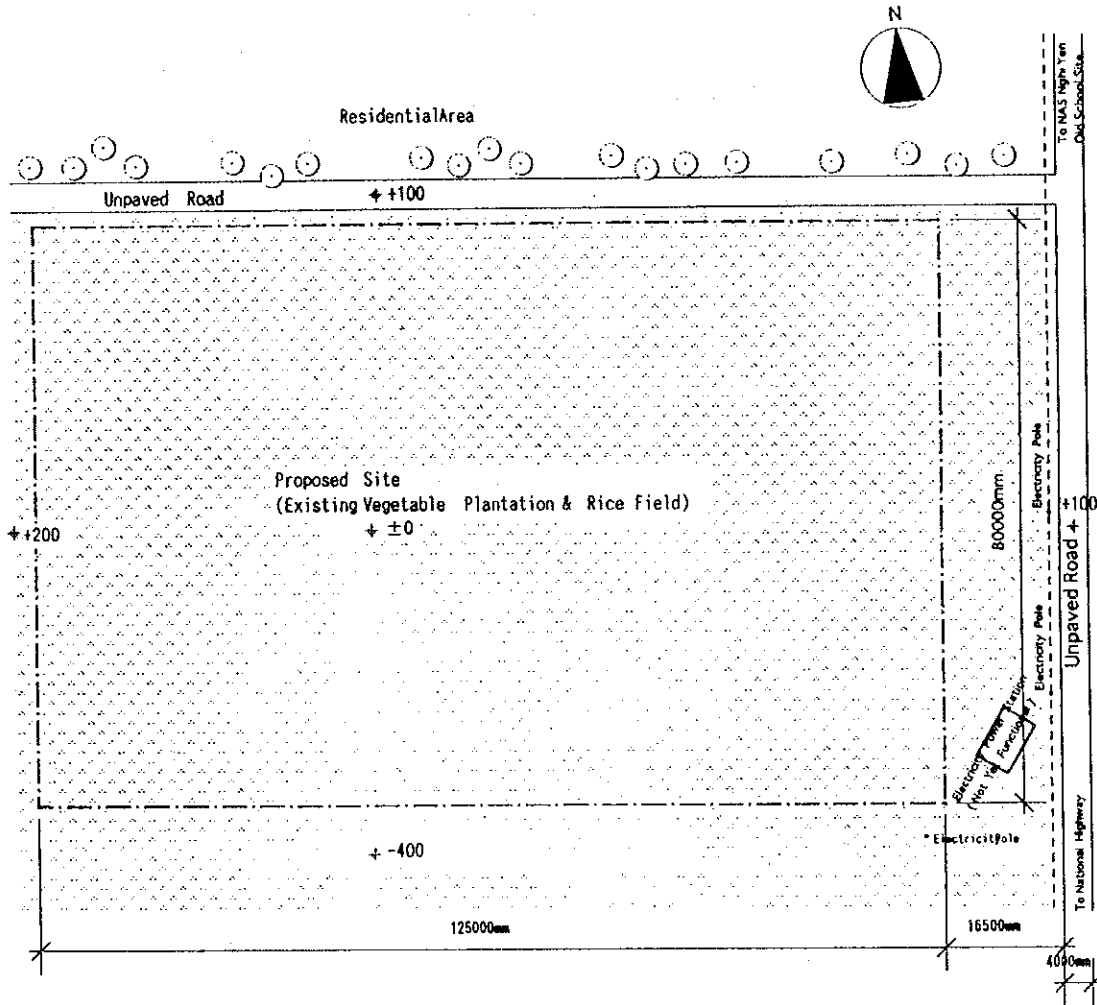 N
To NAS Nghi Yen
Old School Site
ResidentialArea
Unpaved Road
+100
Proposed Site
(Existing Vegetable Plantation & Rice Field)
±0
+200
80000mm
Electricity Pole
+100
Unpaved Road
Electricity Pole
Electricity Power Station
(Not Yet Functioned)
ElectricitPole
To National Highway
-400
125000mm
16500mm
4000mm